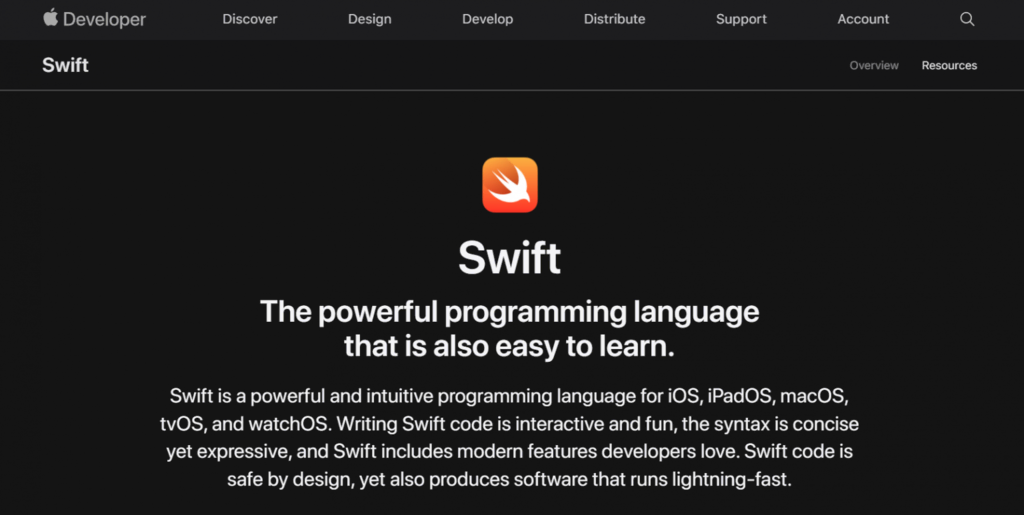 Developer
Discover
Design
Develop
Distribute
Support
Account
Swift
Overview
Resources
Swift
The powerful programming language
that is also easy to learn.
Swift is a powerful and intuitive programming language for iOS, iPadOS, macOS,
tvOS, and watchOS. Writing Swift code is interactive and fun, the syntax is concise
yet expressive, and Swift includes modern features developers love. Swift code is
safe by design, yet also produces software that runs lightning-fast.